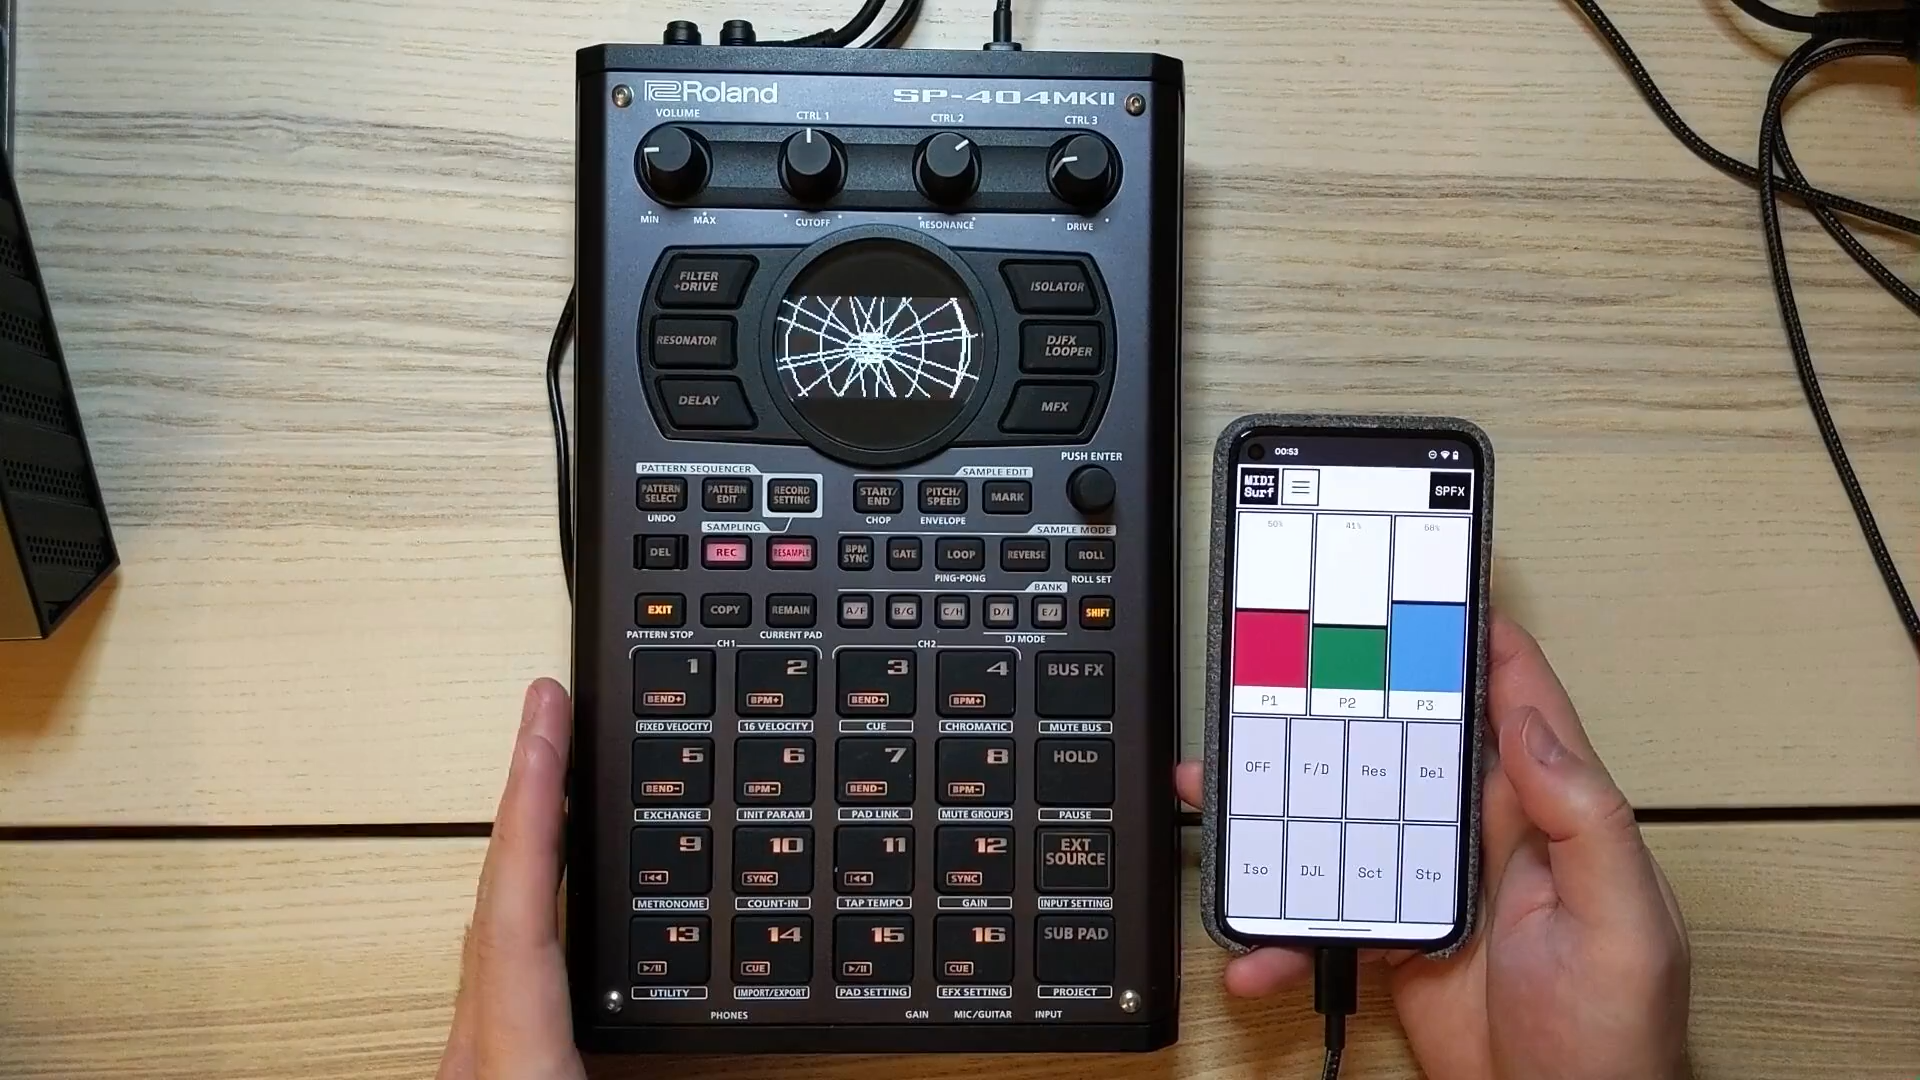 Roland
SP-404MKII
VOLUME
CTRL 1
CTRL 2
CTRL 3
MIN
MAX
CUTOFF
RESONANCE
DRIVE
FILTER
+DRIVE
ISOLATOR
RESONATOR
DJFX
LOOPER
DELAY
MFX
PUSH ENTER
PATTERN SEQUENCER
SAMPLE EDIT
PATTERN
SELECT
PATTERN
EDIT
RECORD
SETTING
START/
END
PITCH/
SPEED
MARK
UNDO
CHOP
ENVELOPE
SAMPLING
SAMPLE MODE
DEL
REC
RESAMPLE
BPM
SYNC
GATE
LOOP
REVERSE
ROLL
PING-PONG
ROLL SET
BANK
EXIT
COPY
REMAIN
A/F
B/G
C/H
D/I
E/J
SHIFT
PATTERN STOP
CURRENT PAD
DJ MODE
CH1
CH2
1
BEND+
2
BPM+
3
BEND+
4
BPM+
BUS FX
FIXED VELOCITY
16 VELOCITY
CUE
CHROMATIC
MUTE BUS
5
BEND-
6
BPM-
7
BEND-
8
BPM-
HOLD
EXCHANGE
INIT PARAM
PAD LINK
MUTE GROUPS
PAUSE
9
10
SYNC
11
12
SYNC
EXT
SOURCE
METRONOME
COUNT-IN
TAP TEMPO
GAIN
INPUT SETTING
13
14
CUE
15
16
CUE
SUB PAD
UTILITY
IMPORT/EXPORT
PAD SETTING
EFX SETTING
PROJECT
PHONES
GAIN
MIC/GUITAR
INPUT
00:53
MIDI
Surf
SPFX
50%
41%
P1
P2
P3
OFF
F/D
Res
Del
Iso
DJL
Sct
Stp